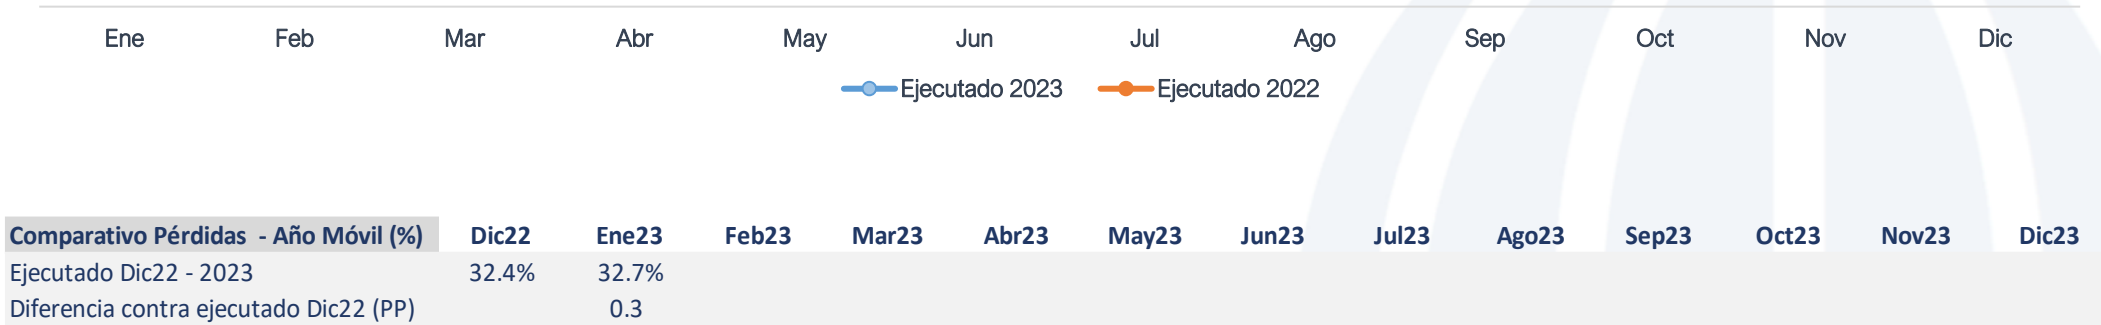 Ene Feb Mar Abr May Jun Jul Ago Sep Oct Nov Dic
Ejecutado 2023 Ejecutado 2022
Comparativo Pérdidas - Año Móvil (%) Dic22 Ene23 Feb23 Mar23 Abr23 May23 Jun23 Jul23 Ago23 Sep23 Oct23 Nov23 Dic23
Ejecutado Dic22 - 2023 32.4% 32.7%
Diferencia contra ejecutado Dic22 (PP) 0.3